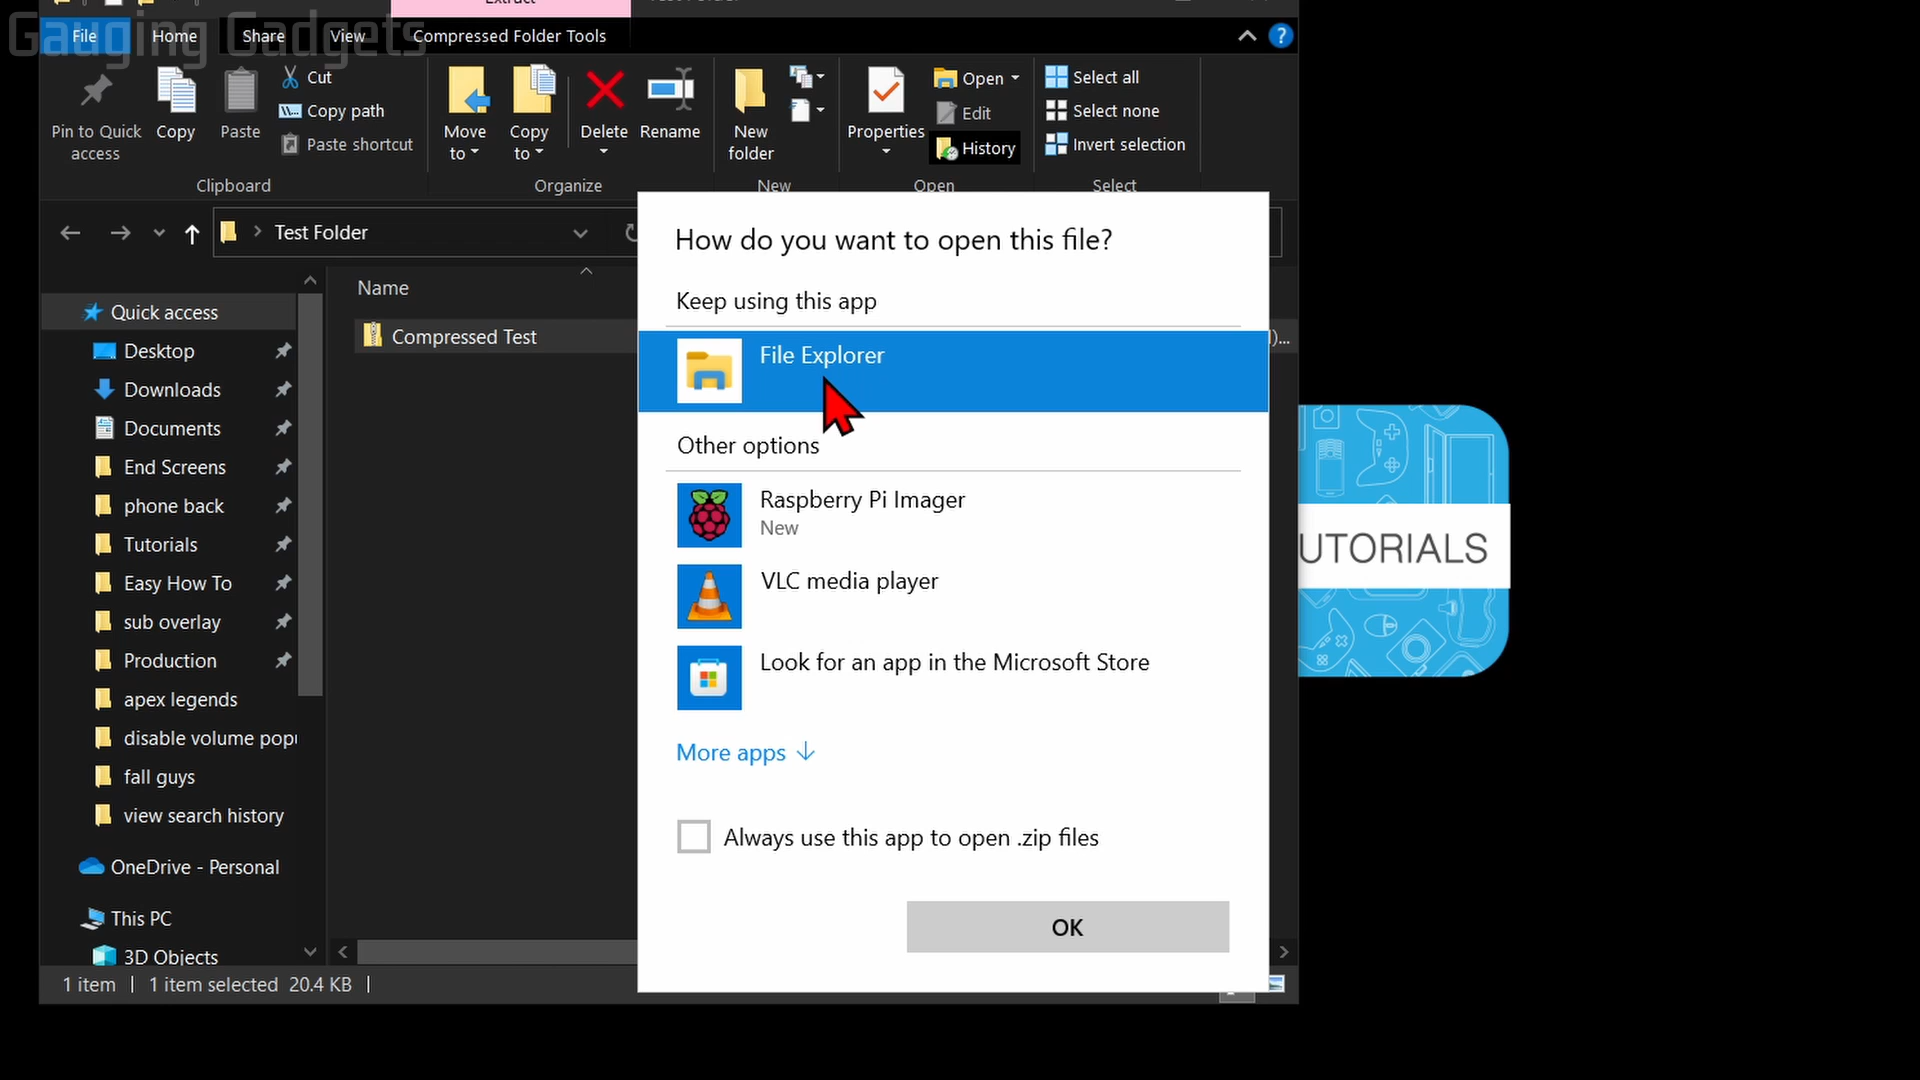 Gauging Gadgets
File
Home
Share
View
Compressed Folder Tools
Pin to Quick
access
Copy
Paste
Cut
Copy path
Paste shortcut
Clipboard
Move
to
Copy
to
Delete
Rename
Organize
New
folder
New
Properties
Open
Edit
History
Open
Select all
Select none
Invert selection
Select
Test Folder
Name
Compressed Test
Quick access
Desktop
Downloads
Documents
End Screens
phone back
Tutorials
Easy How To
sub overlay
Production
apex legends
disable volume popu
fall guys
view search history
OneDrive - Personal
This PC
3D Objects
1 item
1 item selected 20.4 KB
How do you want to open this file?
Keep using this app
File Explorer
Other options
Raspberry Pi Imager
New
VLC media player
Look for an app in the Microsoft Store
More apps
Always use this app to open .zip files
OK
UTORIALS